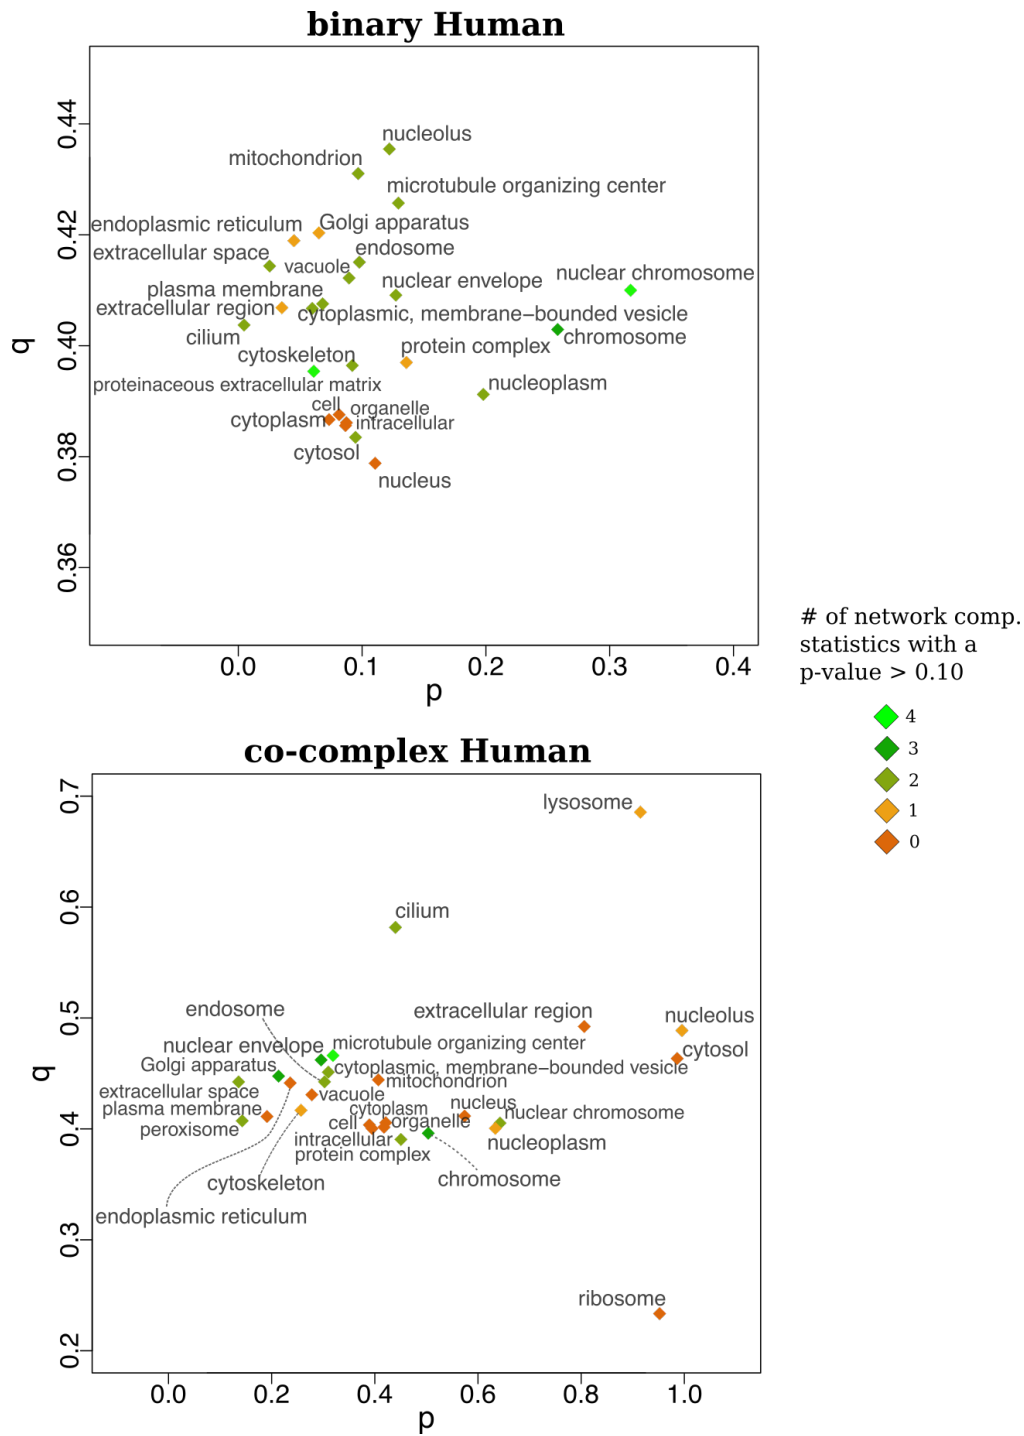 binary Human
q
0.44
0.42
0.40
0.38
0.36
nucleolus
mitochondrion
microtubule organizing center
endoplasmic reticulum
Golgi apparatus
extracellular space
endosome
vacuole
nuclear envelope
nuclear chromosome
plasma membrane
extracellular region
cytoplasmic, membrane−bounded vesicle
cilium
chromosome
cytoskeleton
protein complex
proteinaceous extracellular matrix
nucleoplasm
cell
organelle
cytoplasm
intracellular
cytosol
nucleus
0.0 0.1 0.2 0.3 0.4
p
# of network comp.
statistics with a
p-value > 0.10
4
3
2
1
0
co-complex Human
q
0.7
0.6
0.5
0.4
0.3
0.2
lysosome
cilium
endosome
extracellular region
nucleolus
nuclear envelope
microtubule organizing center
cytosol
Golgi apparatus
cytoplasmic, membrane−bounded vesicle
mitochondrion
extracellular space
vacuole
plasma membrane
cytoplasm
nucleus
nuclear chromosome
peroxisome
cell
organelle
intracellular
nucleoplasm
protein complex
cytoskeleton
chromosome
endoplasmic reticulum
ribosome
0.0 0.2 0.4 0.6 0.8 1.0
p